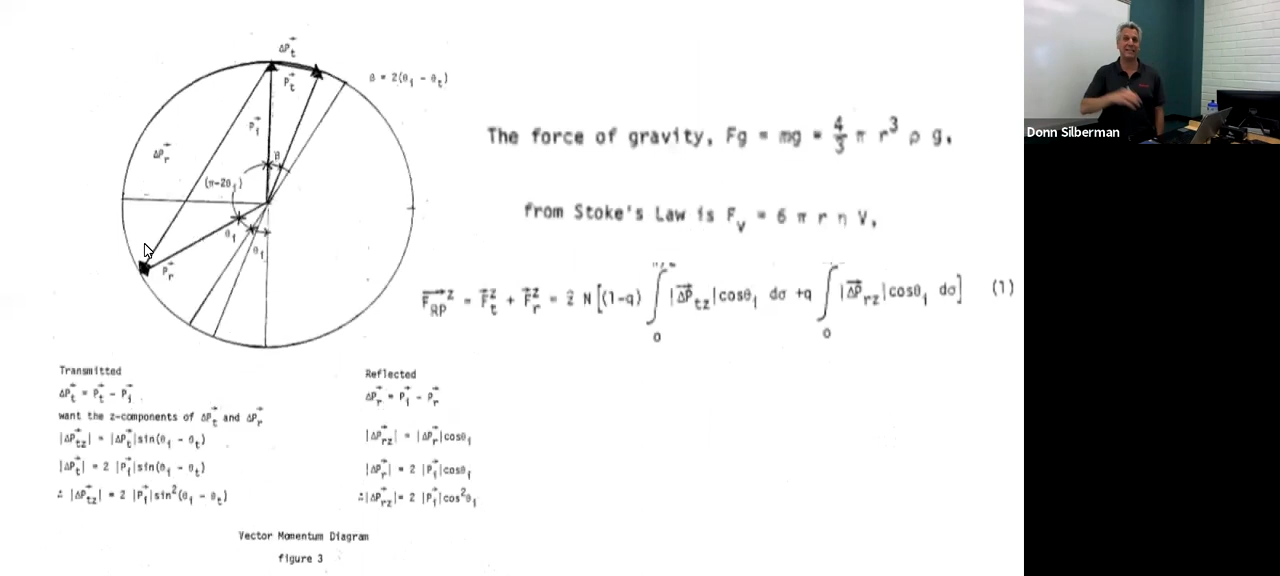 ΔP⃗t
P⃗t
β = 2(θi - θt)
P⃗i
ΔP⃗r
β
(π-2θi)
θi
θi
P⃗r
The force of gravity, Fg = mg = 4/3 π r³ ρ g,
from Stoke's Law is Fv = 6 π r η V,
F⃗RP^z = F⃗t^z + F⃗r^z = 2 N [(1-q) ∫0 |ΔP⃗tz|cosθi dσ +q ∫0 |ΔP⃗rz|cosθi dσ] (1)
Transmitted
ΔP⃗t = P⃗t - P⃗i
want the z-components of ΔP⃗t and ΔP⃗r
|ΔP⃗tz| = |ΔP⃗t|sin(θi - θt)
|ΔP⃗t| = 2 |P⃗i|sin(θi - θt)
∴ |ΔP⃗tz| = 2 |P⃗i|sin²(θi - θt)
Reflected
ΔP⃗r = P⃗i - P⃗r
|ΔP⃗rz| = |ΔP⃗r|cosθi
|ΔP⃗r| = 2 |P⃗i|cosθi
∴|ΔP⃗rz|= 2 |P⃗i|cos²θi
Vector Momentum Diagram
figure 3
Donn Silberman